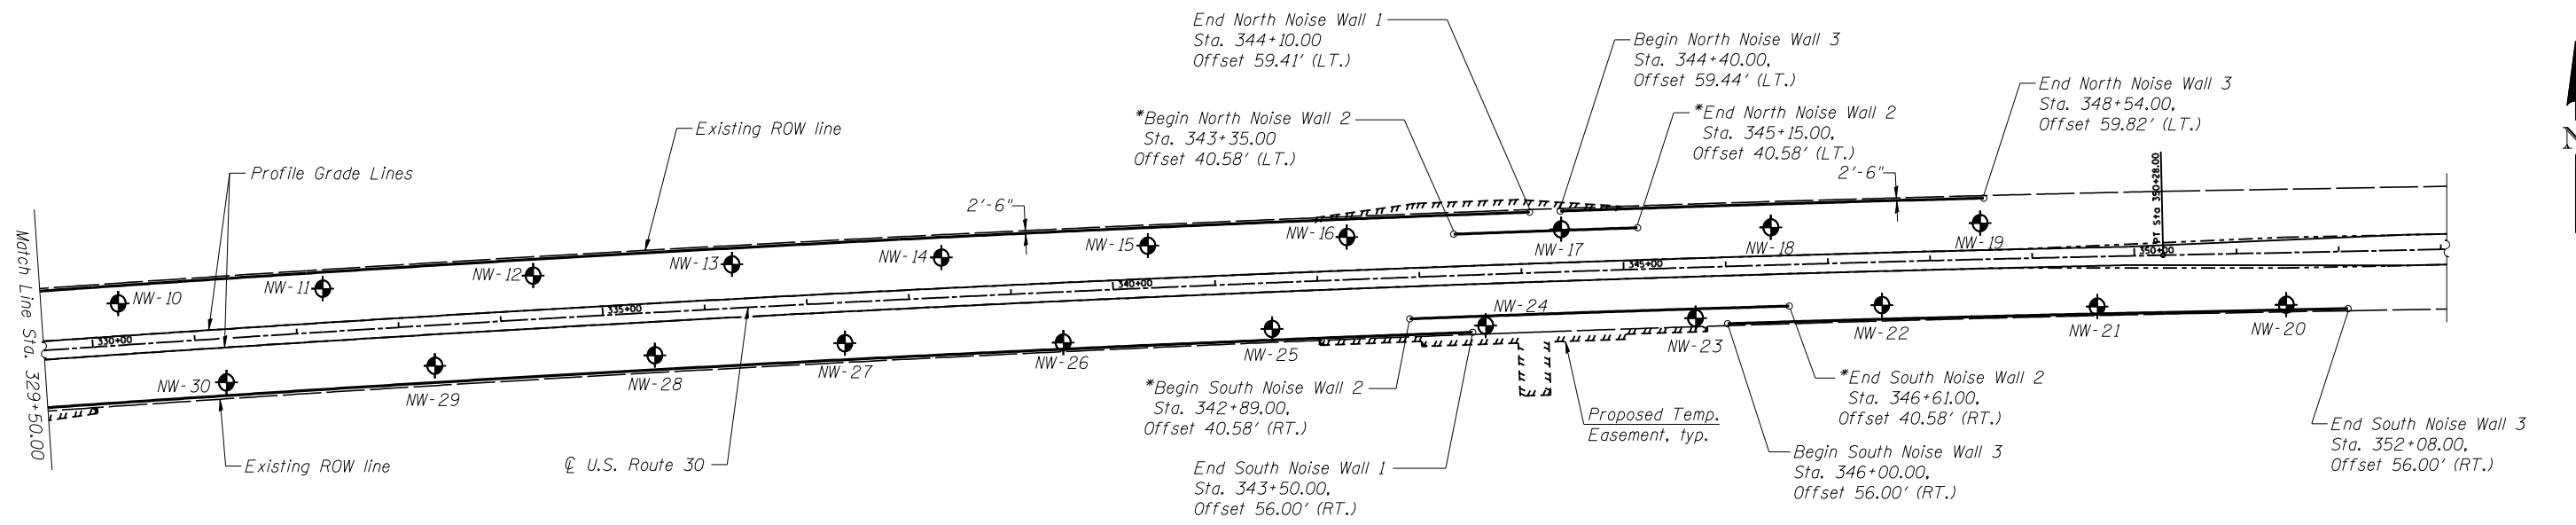 End North Noise Wall 1
Sta. 344+10.00
Offset 59.41' (LT.)
Begin North Noise Wall 3
Sta. 344+40.00,
Offset 59.44' (LT.)
End North Noise Wall 3
Sta. 348+54.00,
Offset 59.82' (LT.)
*Begin North Noise Wall 2
Sta. 343+35.00
Offset 40.58' (LT.)
*End North Noise Wall 2
Sta. 345+15.00,
Offset 40.58' (LT.)
Existing ROW line
Profile Grade Lines
2'-6"
2'-6"
N
PT Sta 350+28.00
Match Line Sta. 329+50.00
NW-10
NW-11
NW-12
NW-13
NW-14
NW-15
NW-16
NW-17
NW-18
NW-19
330+00
335+00
340+00
345+00
350+00
NW-30
NW-29
NW-28
NW-27
NW-26
NW-25
NW-24
NW-23
NW-22
NW-21
NW-20
Existing ROW line
℄ U.S. Route 30
*Begin South Noise Wall 2
Sta. 342+89.00,
Offset 40.58' (RT.)
End South Noise Wall 1
Sta. 343+50.00,
Offset 56.00' (RT.)
Proposed Temp.
Easement, typ.
*End South Noise Wall 2
Sta. 346+61.00,
Offset 40.58' (RT.)
Begin South Noise Wall 3
Sta. 346+00.00,
Offset 56.00' (RT.)
End South Noise Wall 3
Sta. 352+08.00,
Offset 56.00' (RT.)